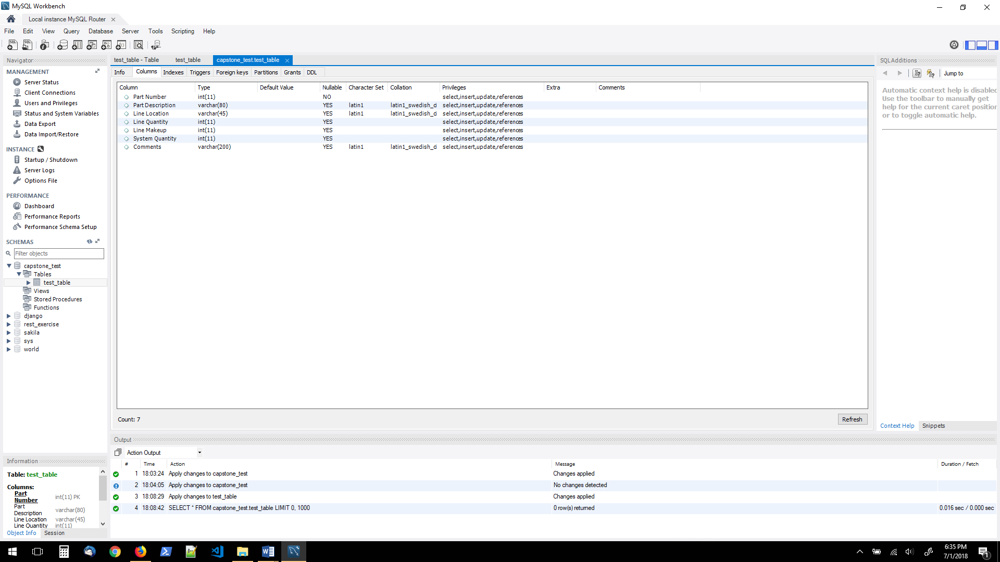 MySQL Workbench
Local instance MySQL Router
File Edit View Query Database Server Tools Scripting Help
Navigator
MANAGEMENT
Server Status
Client Connections
Users and Privileges
Status and System Variables
Data Export
Data Import/Restore
INSTANCE
Startup / Shutdown
Server Logs
Options File
PERFORMANCE
Dashboard
Performance Reports
Performance Schema Setup
SCHEMAS
Filter objects
capstone_test
Tables
test_table
Views
Stored Procedures
Functions
django
rest_exercise
sakila
sys
world
Information
Table: test_table
Columns:
Part Number int(11) PK
Part Description varchar(80)
Line Location varchar(45)
Line Quantity int(11)
Object Info Session
test_table - Table test_table capstone_test.test_table
Info Columns Indexes Triggers Foreign keys Partitions Grants DDL
Column Type Default Value Nullable Character Set Collation Privileges Extra Comments
Part Number int(11) NO select,insert,update,references
Part Description varchar(80) YES latin1 latin1_swedish_ci select,insert,update,references
Line Location varchar(45) YES latin1 latin1_swedish_ci select,insert,update,references
Line Quantity int(11) YES select,insert,update,references
Line Makeup int(11) YES select,insert,update,references
System Quantity int(11) YES select,insert,update,references
Comments varchar(200) YES latin1 latin1_swedish_ci select,insert,update,references
Count: 7
Refresh
SQLAdditions
Jump to
Automatic context help is disabled
Use the toolbar to manually get
help for the current caret position
or to toggle automatic help.
Context Help Snippets
Output
Action Output
# Time Action Message Duration / Fetch
1 18:03:24 Apply changes to capstone_test Changes applied
2 18:04:05 Apply changes to capstone_test No changes detected
3 18:08:29 Apply changes to test_table Changes applied
4 18:08:42 SELECT * FROM capstone_test.test_table LIMIT 0, 1000 0 row(s) returned 0.016 sec / 0.000 sec
6:35 PM
7/1/2018
1